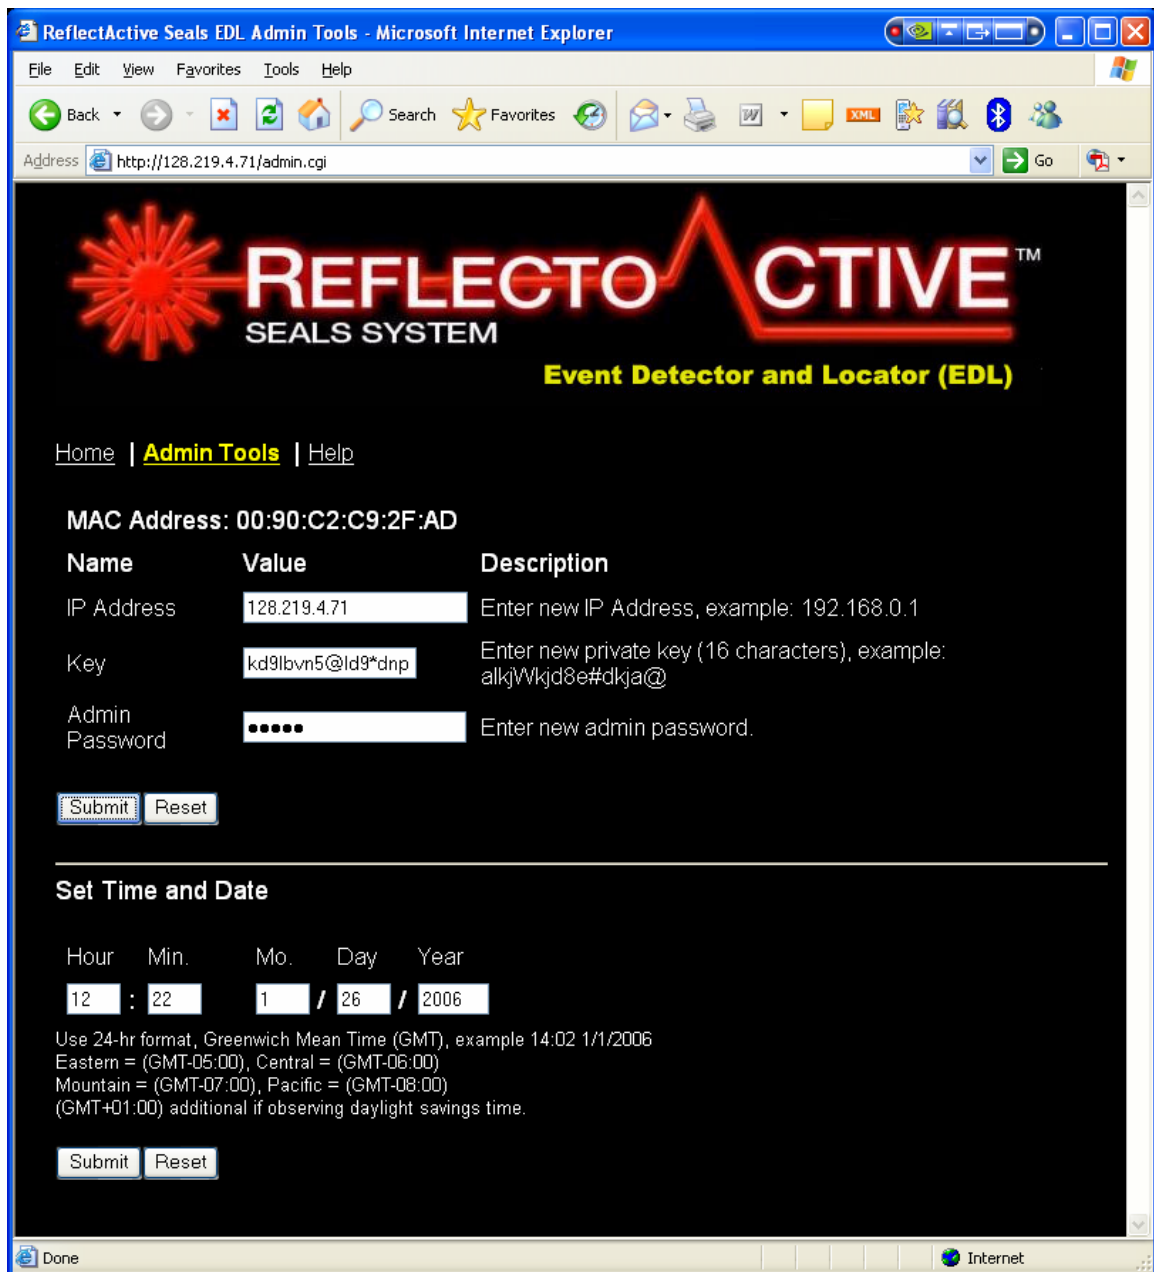 ReflectActive Seals EDL Admin Tools - Microsoft Internet Explorer
File Edit View Favorites Tools Help
Back Search Favorites W XML
Address http://128.219.4.71/admin.cgi Go
REFLECTOACTIVE™
SEALS SYSTEM
Event Detector and Locator (EDL)
Home | Admin Tools | Help
MAC Address: 00:90:C2:C9:2F:AD
Name Value Description
IP Address 128.219.4.71 Enter new IP Address, example: 192.168.0.1
Key kd9lbvn5@ld9*dnp Enter new private key (16 characters), example:
alkjWkjd8e#dkja@
Admin
Password ●●●●● Enter new admin password.
Submit Reset
Set Time and Date
Hour Min. Mo. Day Year
12 : 22 1 / 26 / 2006
Use 24-hr format, Greenwich Mean Time (GMT), example 14:02 1/1/2006
Eastern = (GMT-05:00), Central = (GMT-06:00)
Mountain = (GMT-07:00), Pacific = (GMT-08:00)
(GMT+01:00) additional if observing daylight savings time.
Submit Reset
Done Internet